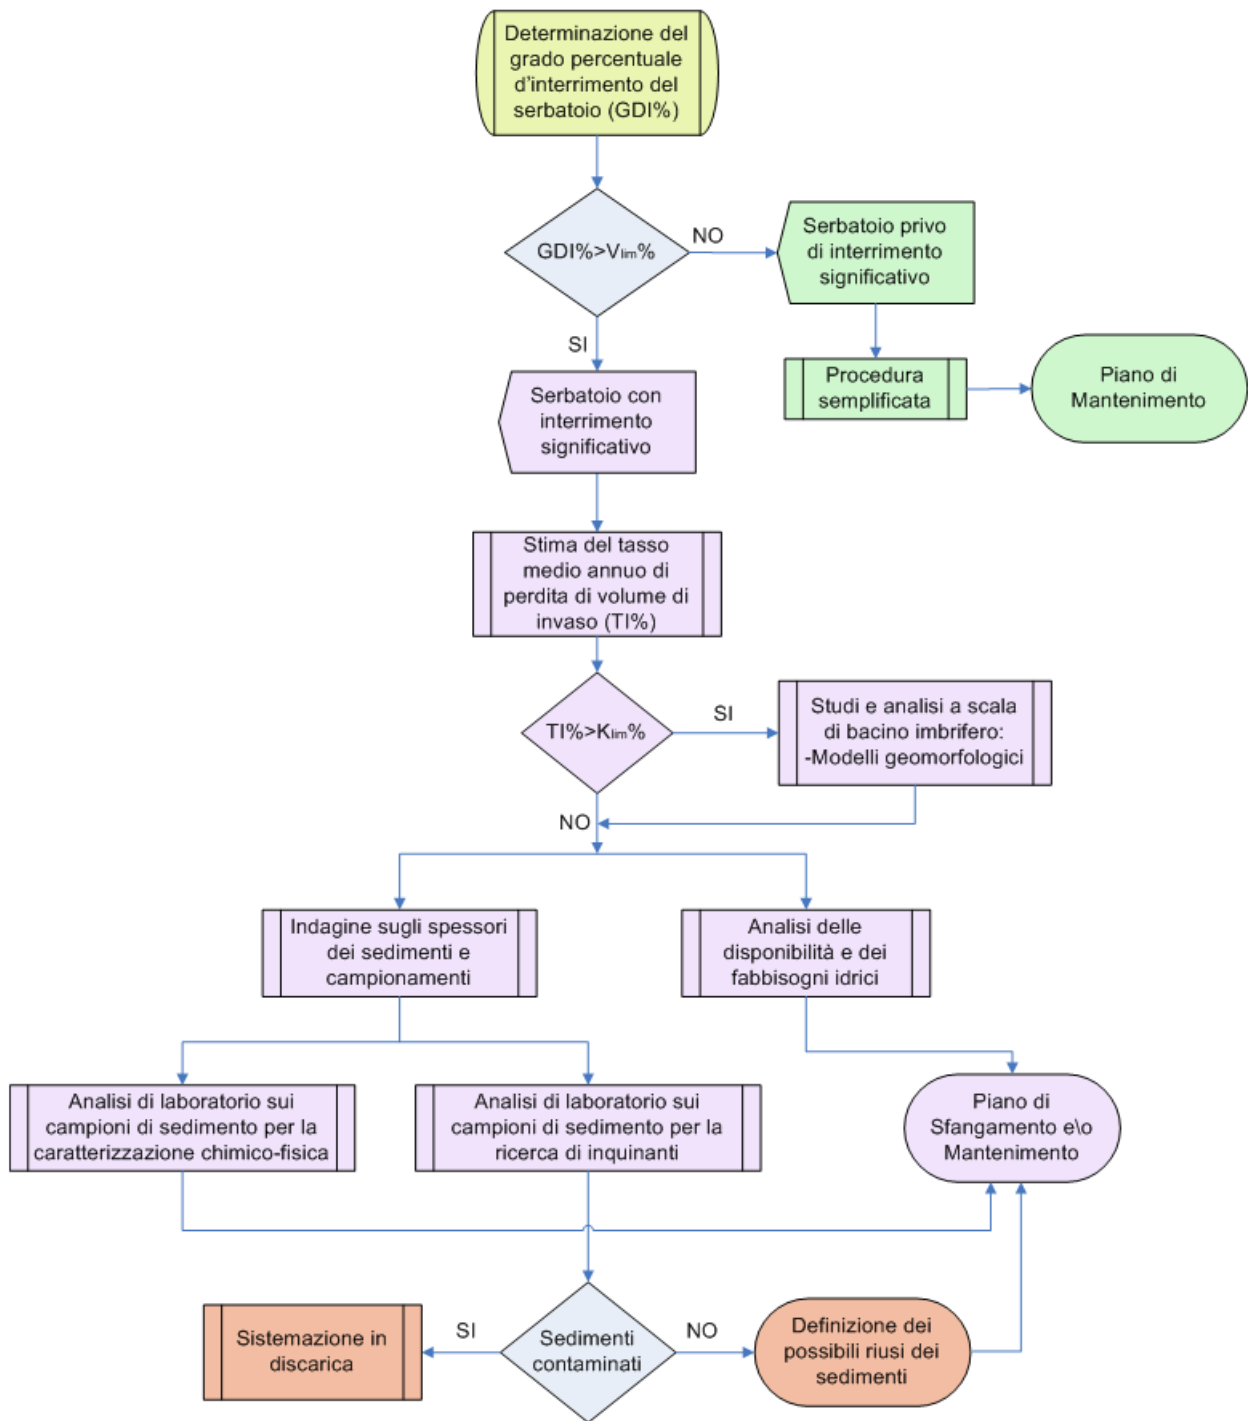 Determinazione del
grado percentuale
d'interrimento del
serbatoio (GDI%)
GDI%>Vlim%
NO
Serbatoio privo
di interrimento
significativo
SI
Procedura
semplificata
Piano di
Mantenimento
Serbatoio con
interrimento
significativo
Stima del tasso
medio annuo di
perdita di volume di
invaso (TI%)
TI%>Klim%
SI
Studi e analisi a scala
di bacino imbrifero:
-Modelli geomorfologici
NO
Indagine sugli spessori
dei sedimenti e
campionamenti
Analisi delle
disponibilità e dei
fabbisogni idrici
Analisi di laboratorio sui
campioni di sedimento per la
caratterizzazione chimico-fisica
Analisi di laboratorio sui
campioni di sedimento per la
ricerca di inquinanti
Piano di
Sfangamento e\o
Mantenimento
Sistemazione in
discarica
SI
Sedimenti
contaminati
NO
Definizione dei
possibili riusi dei
sedimenti